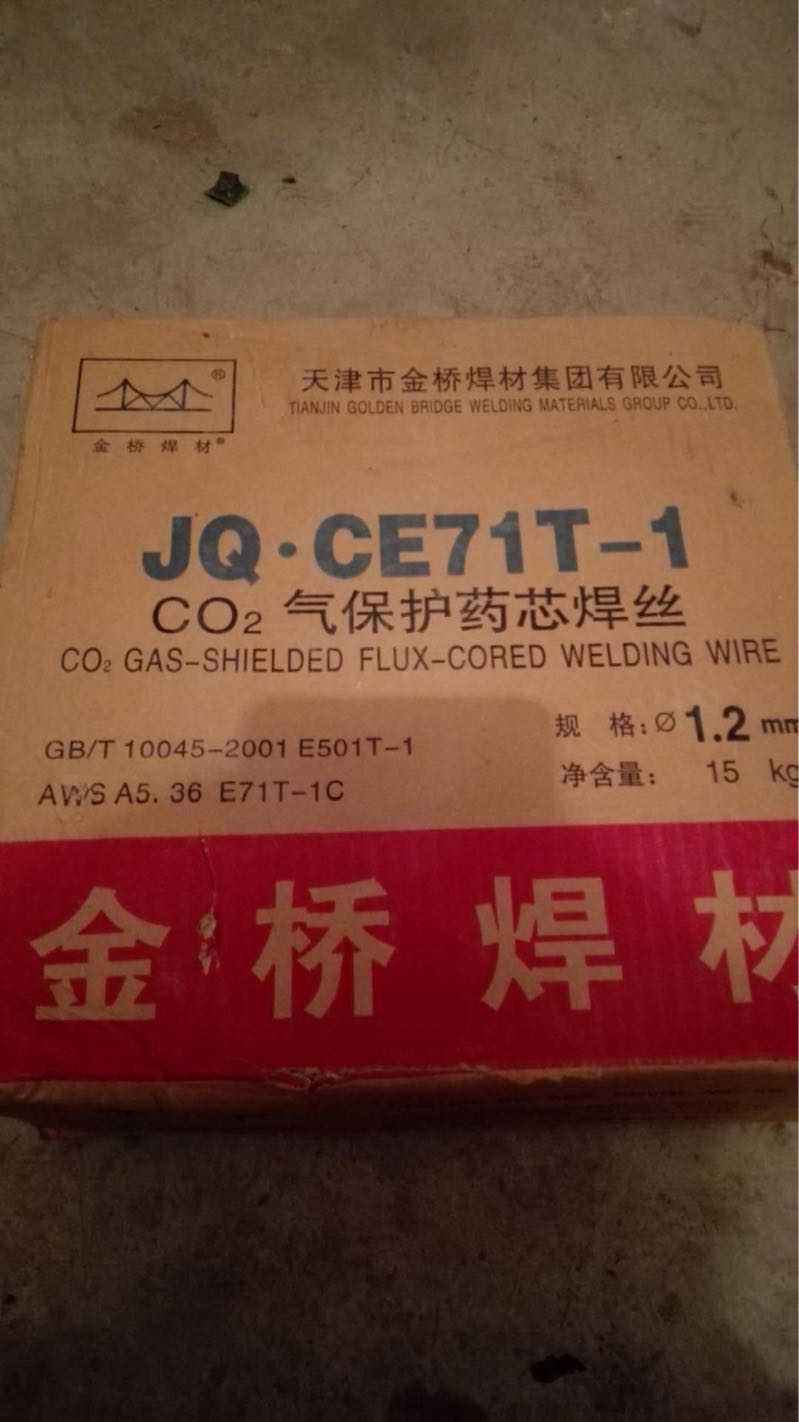 天津市金桥焊材集团有限公司
TIANJIN GOLDEN BRIDGE WELDING MATERIALS GROUP CO.,LTD.
®
金桥焊材®
JQ·CE71T-1
CO₂ 气保护药芯焊丝
CO₂ GAS-SHIELDED FLUX-CORED WELDING WIRE
规 格:∅1.2 mm
GB/T 10045-2001 E501T-1
净含量: 15 kg
AWS A5. 36 E71T-1C
金桥焊材